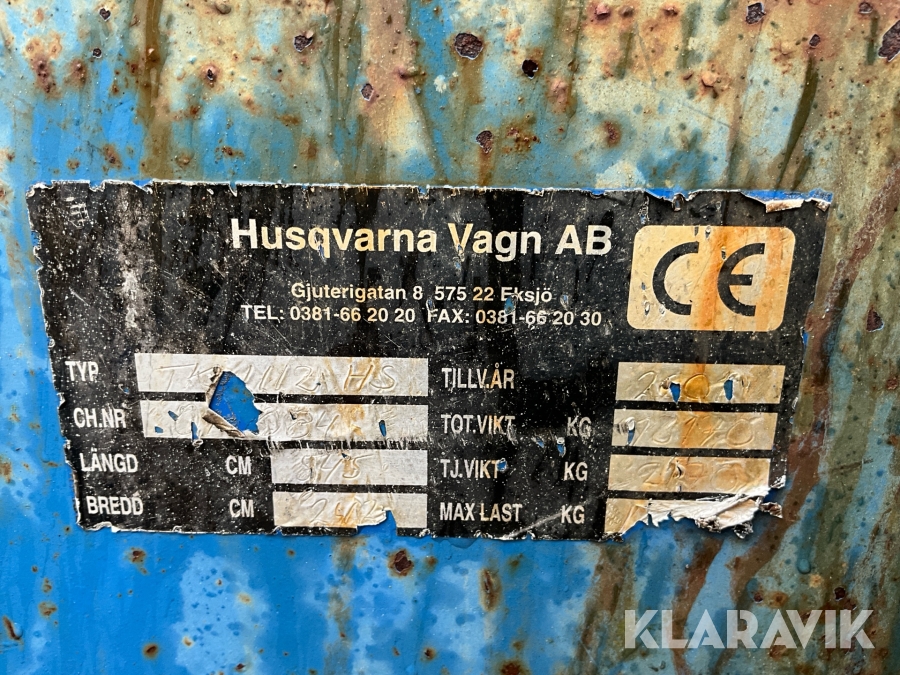 Husqvarna Vagn AB
CE
Gjuterigatan 8 575 22 Eksjö
TEL: 0381-66 20 20 FAX: 0381-66 20 30
TYP HS TILLV.ÅR
CH.NR TOT.VIKT KG
LÄNGD CM TJ.VIKT KG
BREDD CM MAX LAST KG
KLARAVIK